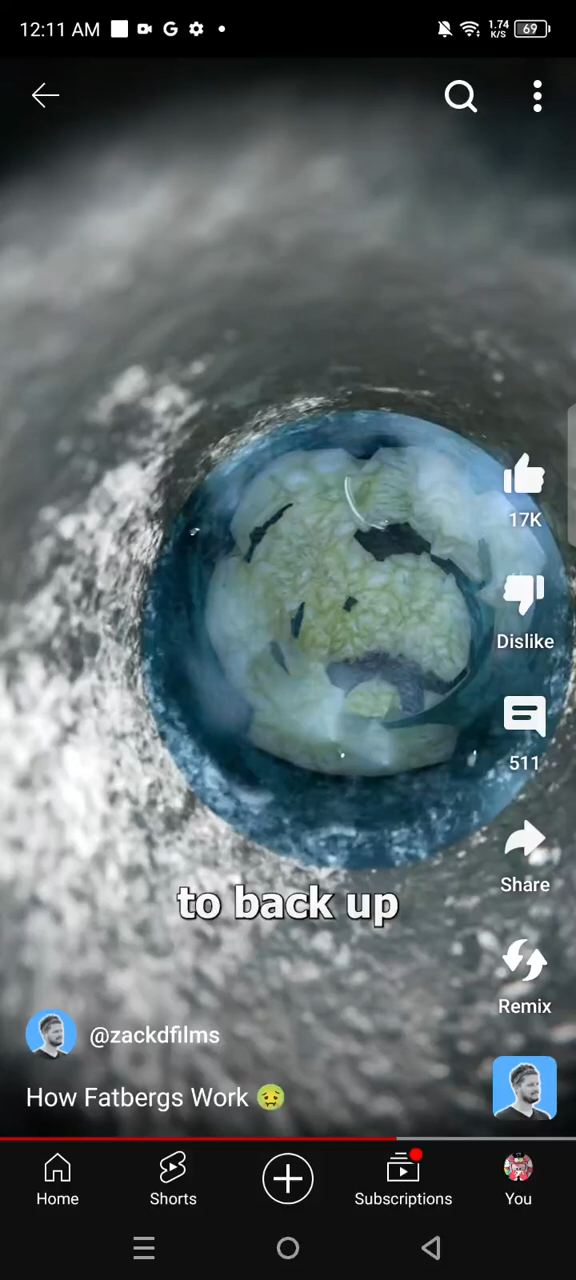 12:11 AM G 1.74 K/S 69
17K
Dislike
511
Share
to back up
Remix
@zackdfilms
How Fatbergs Work 🤢
Home Shorts Subscriptions You